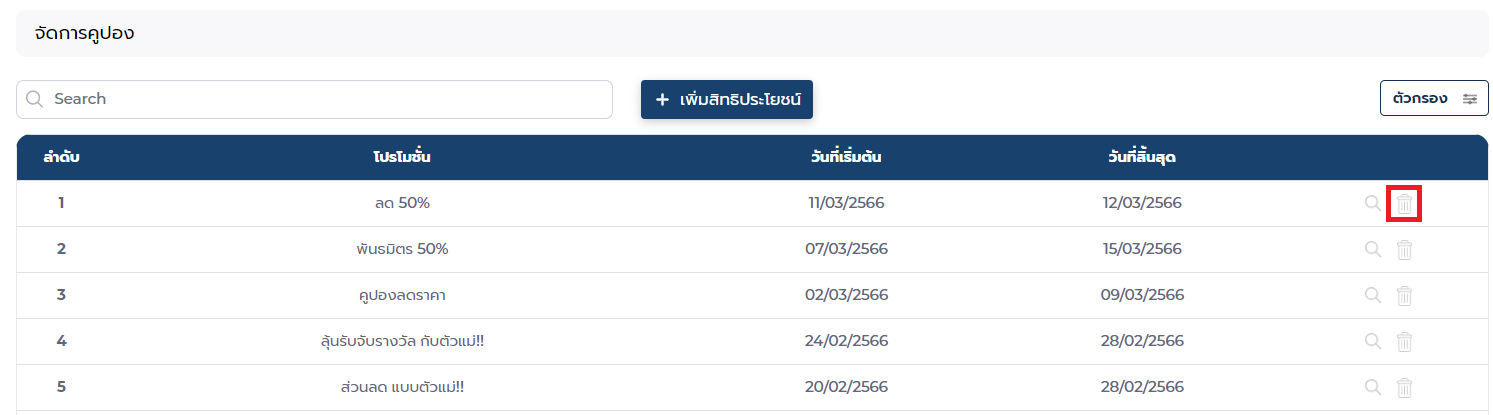 จัดการคูปอง
Search + เพิ่มสิทธิประโยชน์ ตัวกรอง
ลำดับ โปรโมชั่น วันที่เริ่มต้น วันที่สิ้นสุด
1 ลด 50% 11/03/2566 12/03/2566
2 พันธมิตร 50% 07/03/2566 15/03/2566
3 คูปองลดราคา 02/03/2566 09/03/2566
4 ลุ้นรับจับรางวัล กับตัวแม่!! 24/02/2566 28/02/2566
5 ส่วนลด แบบตัวแม่!! 20/02/2566 28/02/2566